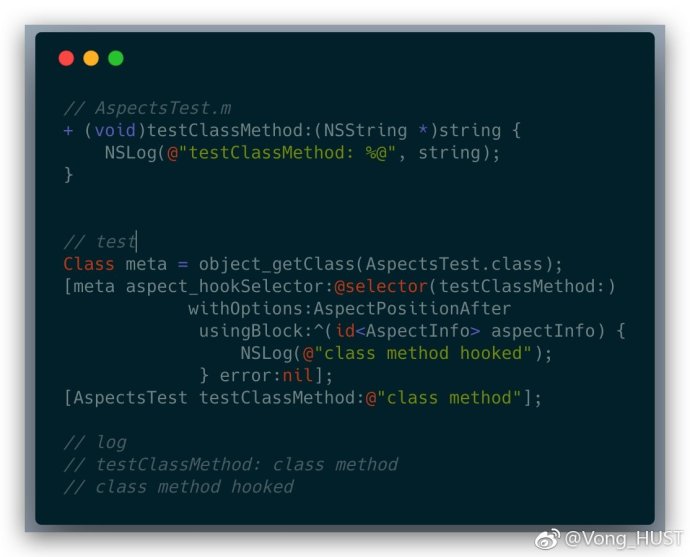 // AspectsTest.m
+ (void)testClassMethod:(NSString *)string {
    NSLog(@"testClassMethod: %@", string);
}
// test
Class meta = object_getClass(AspectsTest.class);
[meta aspect_hookSelector:@selector(testClassMethod:)
            withOptions:AspectPositionAfter
             usingBlock:^(id<AspectInfo> aspectInfo) {
                 NSLog(@"class method hooked");
             } error:nil];
[AspectsTest testClassMethod:@"class method"];
// log
// testClassMethod: class method
// class method hooked
@Vong_HUST